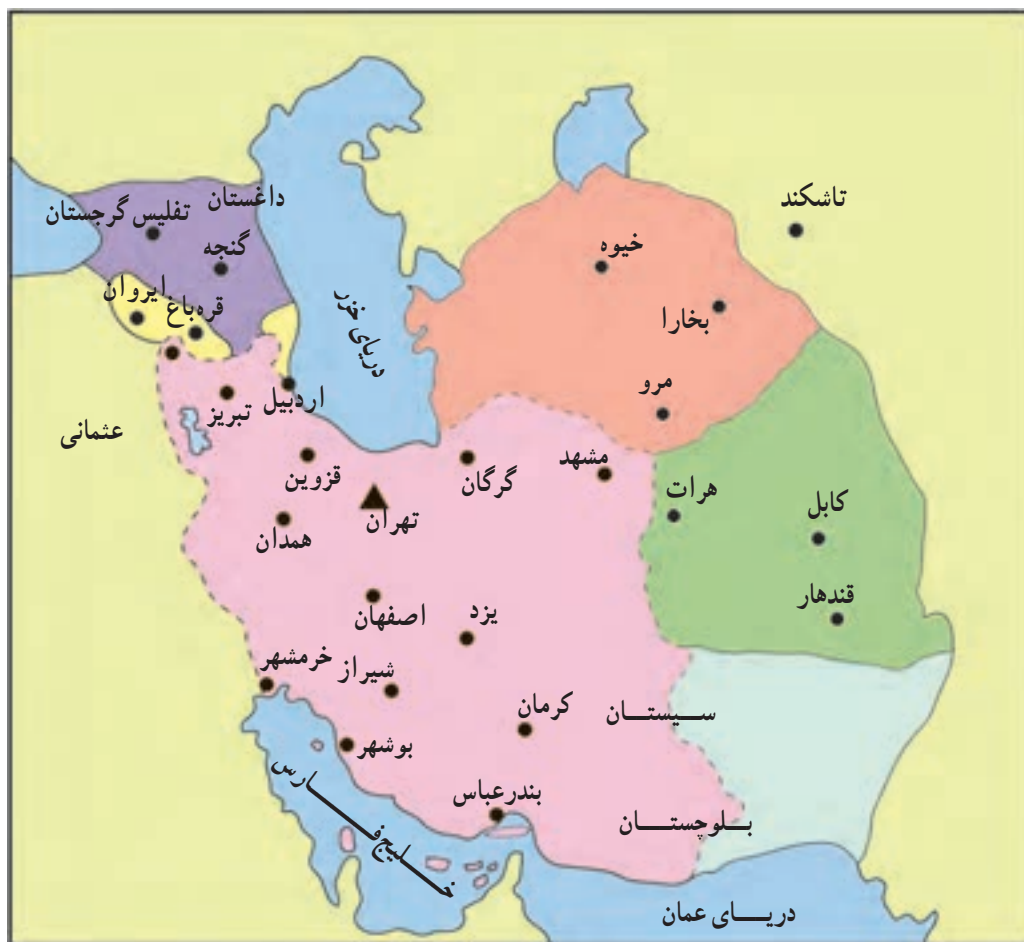 تاشکند
داغستان
تفلیس گرجستان
گنجه
خیوه
ایروان
قره‌باغ
بخارا
دریای خزر
مرو
اردبیل
تبریز
عثمانی
مشهد
گرگان
قزوین
هرات
کابل
تهران
همدان
قندهار
یزد
اصفهان
خرمشهر
شیراز
کرمان
سیستان
بوشهر
بندرعباس
بلوچستان
خلیج فارس
دریای عمان